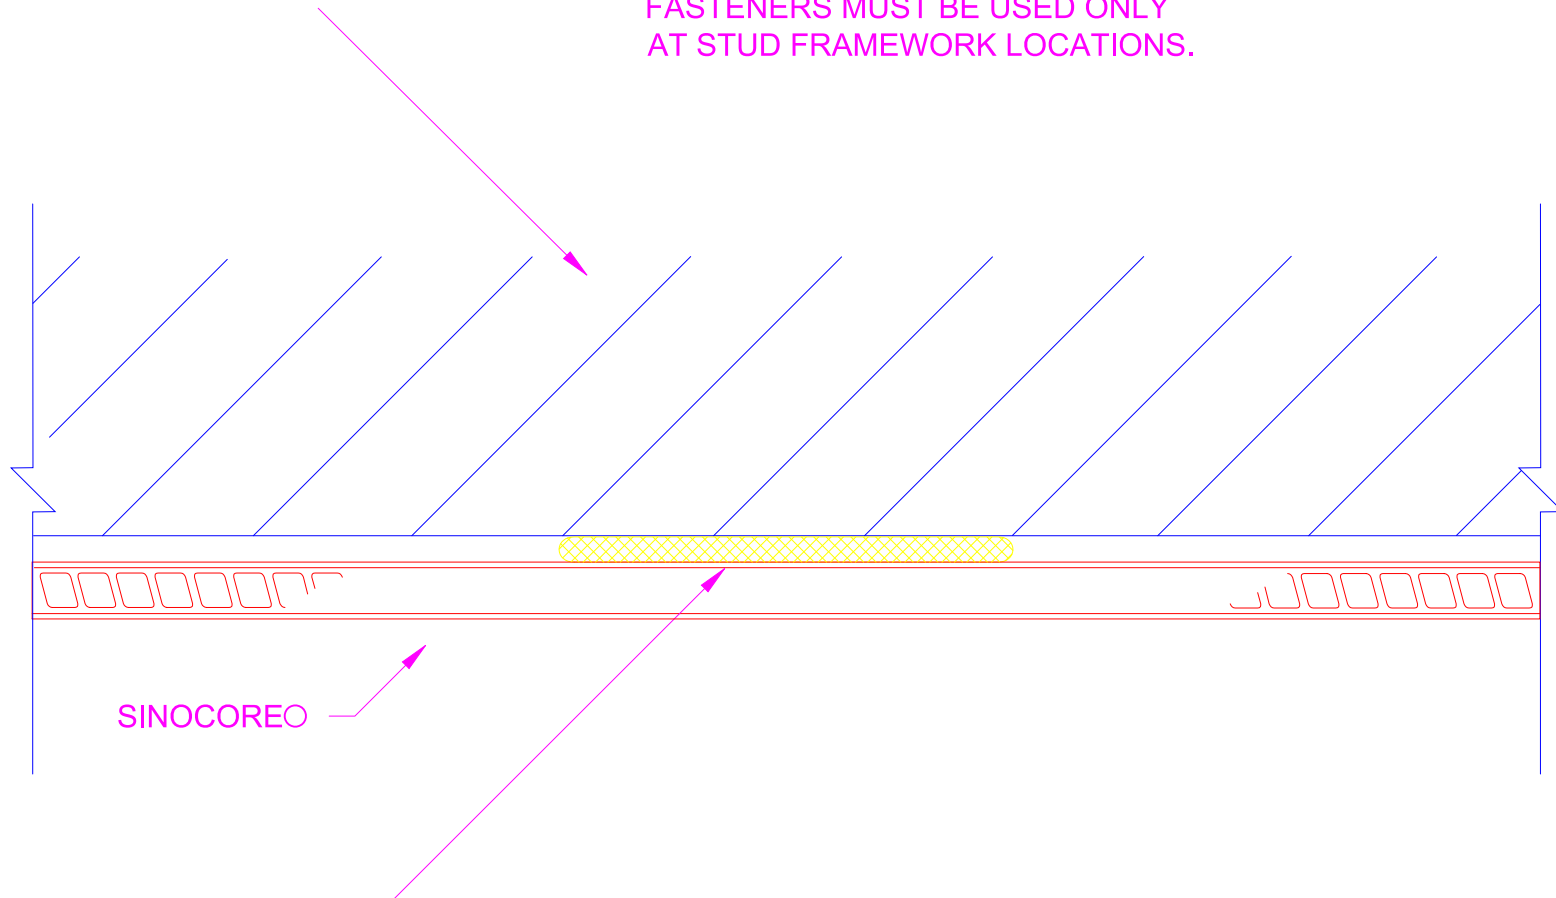 FASTENERS MUST BE USED ONLY
AT STUD FRAMEWORK LOCATIONS.
SINOCORE○